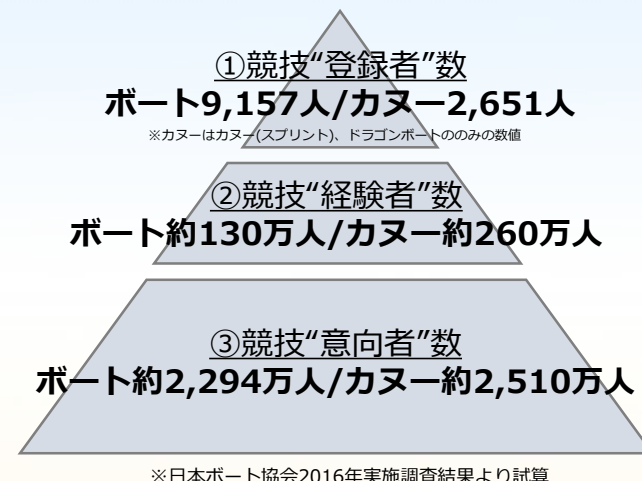 ①競技“登録者”数
ボート9,157人/カヌー2,651人
※カヌーはカヌー(スプリント)、ドラゴンボートののみの数値
②競技“経験者”数
ボート約130万人/カヌー約260万人
③競技“意向者”数
ボート約2,294万人/カヌー約2,510万人
※日本ボート協会2016年実施調査結果より試算